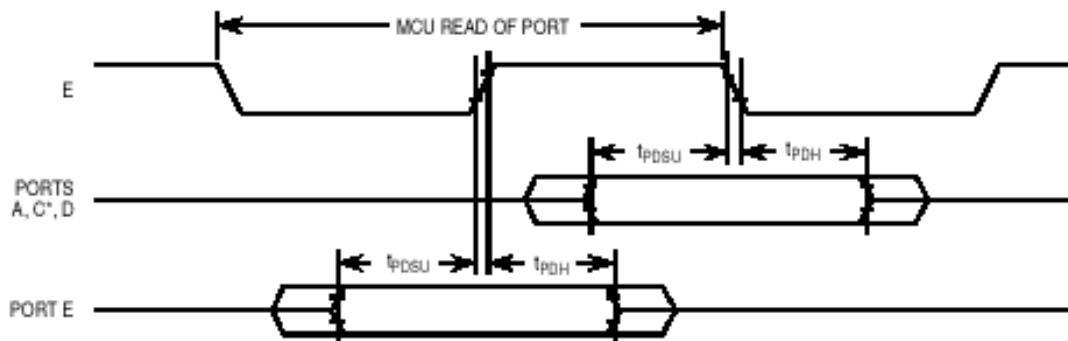 MCU READ OF PORT
E
tPDSU
tPDH
PORTS
A, C*, D
tPDSU
tPDH
PORT E